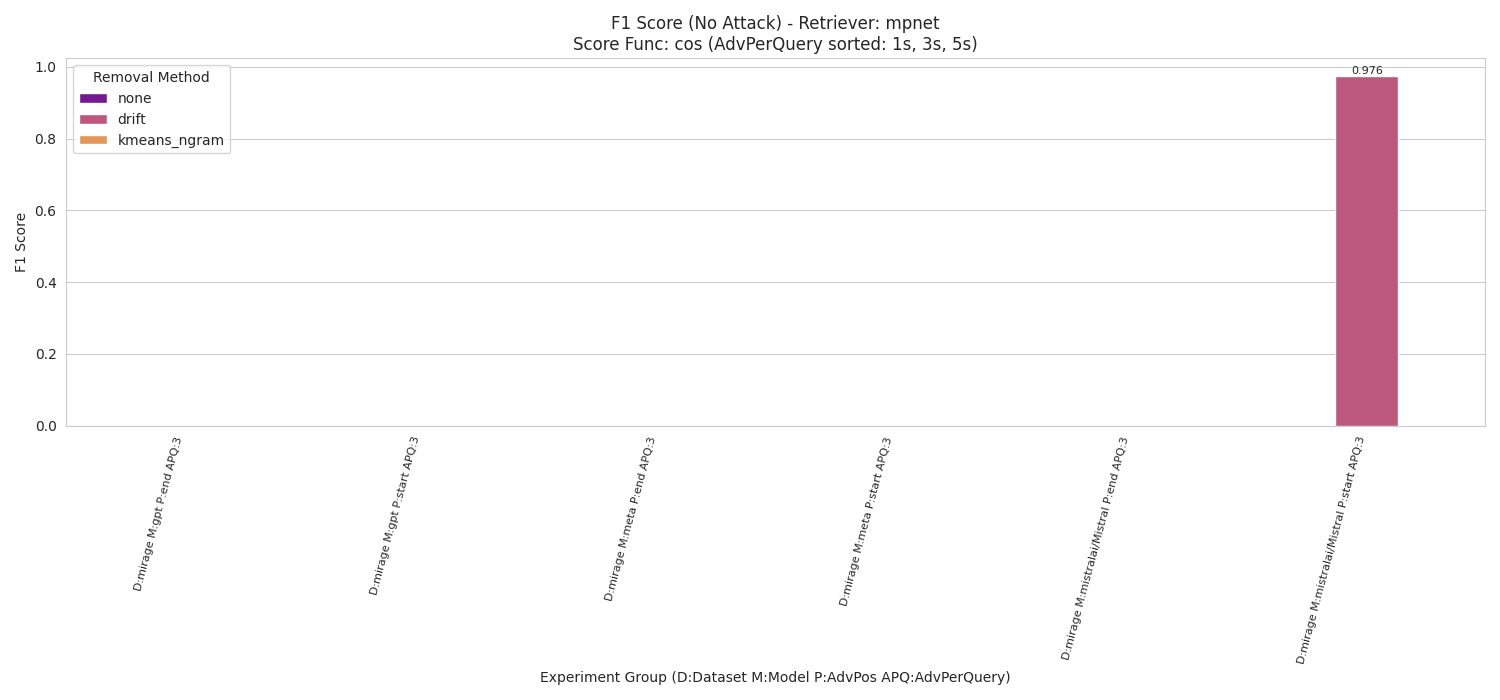 F1 Score (No Attack) - Retriever: mpnet
Score Func: cos (AdvPerQuery sorted: 1s, 3s, 5s)
Removal Method
none
drift
kmeans_ngram
F1 Score
1.0
0.8
0.6
0.4
0.2
0.0
0.976
D:mirage M:gpt P:end APQ:3
D:mirage M:gpt P:start APQ:3
D:mirage M:meta P:end APQ:3
D:mirage M:meta P:start APQ:3
D:mirage M:mistralai/Mistral P:end APQ:3
D:mirage M:mistralai/Mistral P:start APQ:3
Experiment Group (D:Dataset M:Model P:AdvPos APQ:AdvPerQuery)